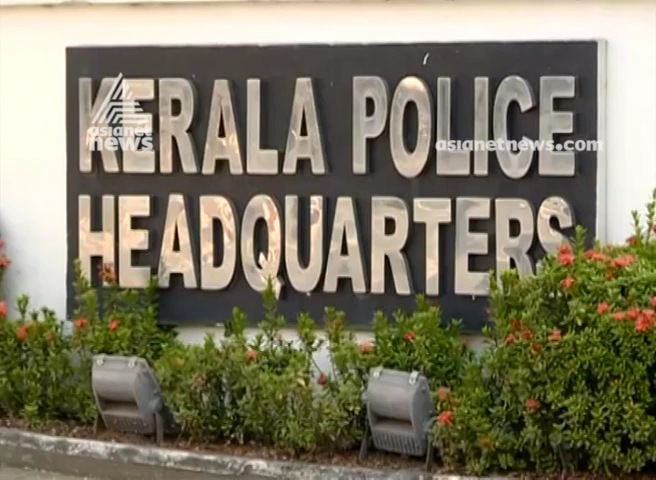 KERALA POLICE
HEADQUARTERS
asianet
news
asianetnews.com